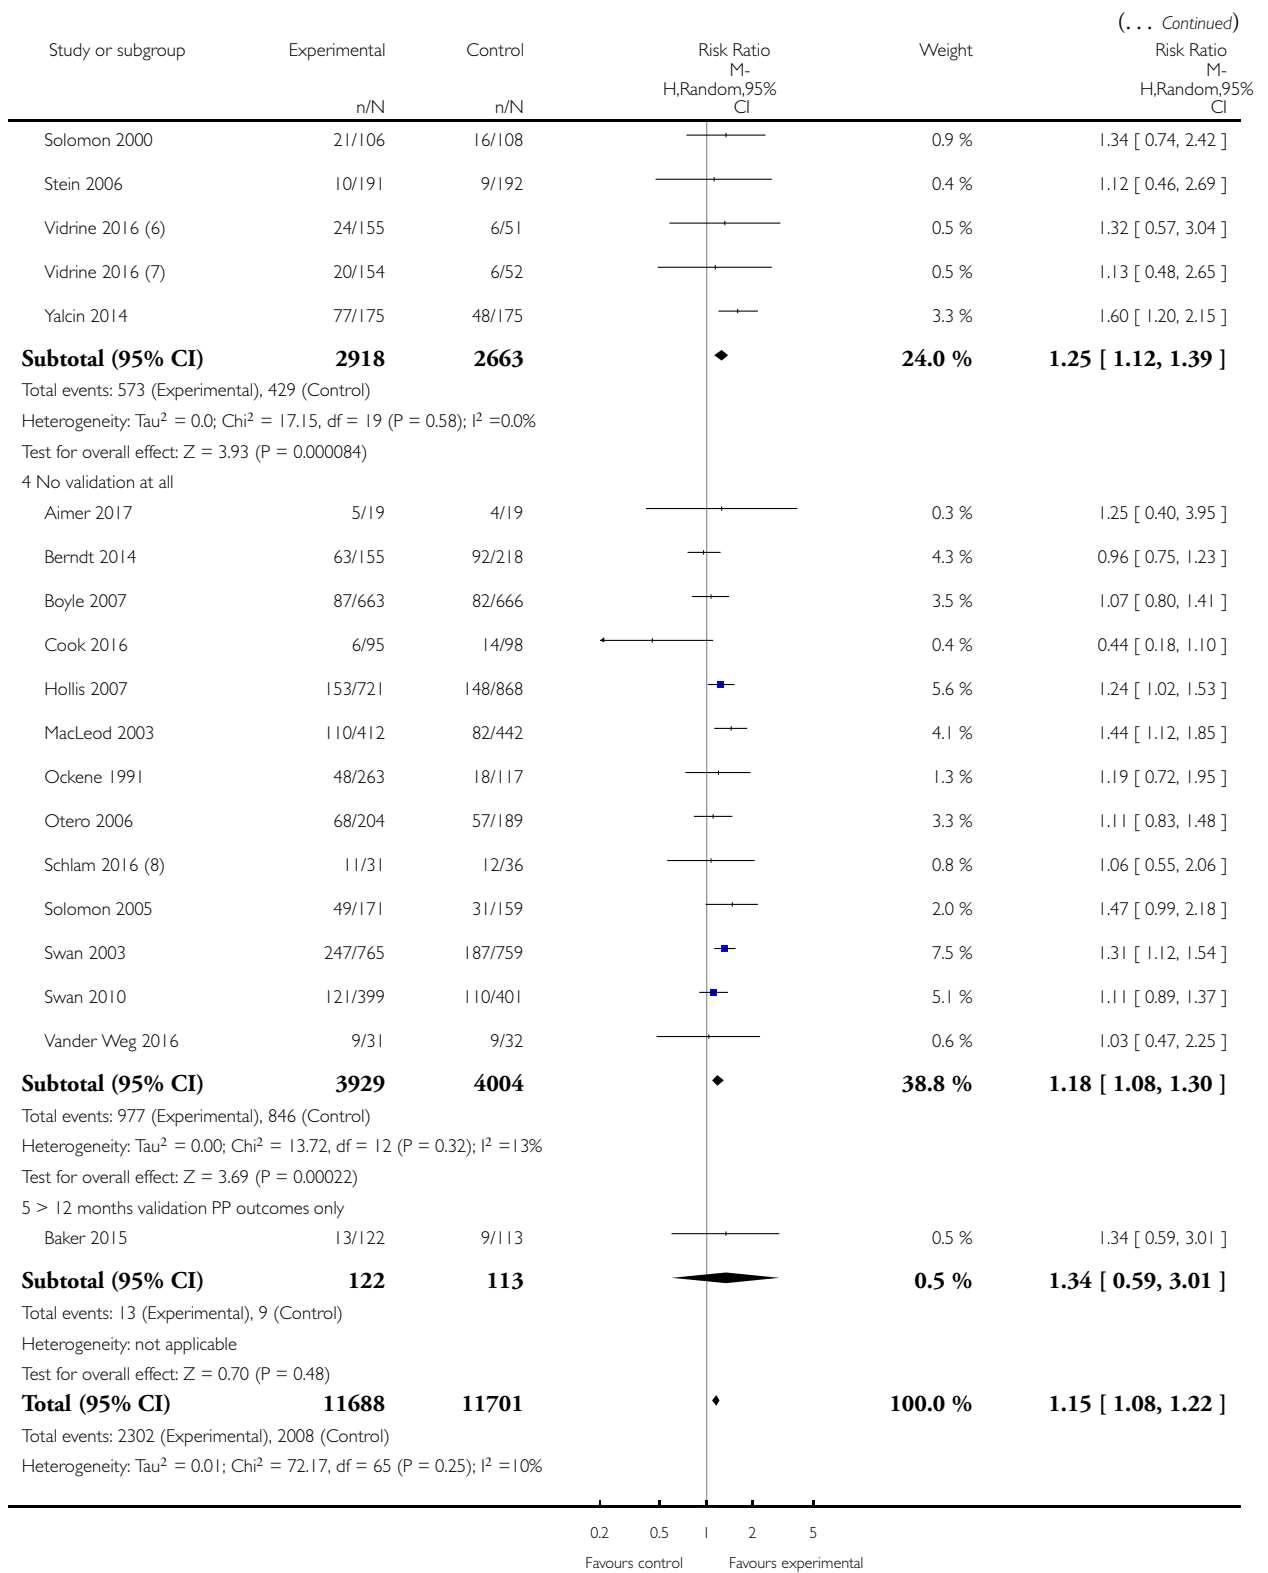 (... Continued)
Study or subgroup Experimental Control Risk Ratio Weight Risk Ratio
M- M-
H,Random,95% H,Random,95%
n/N n/N CI CI
Solomon 2000 21/106 16/108 0.9 % 1.34 [ 0.74, 2.42 ]
Stein 2006 10/191 9/192 0.4 % 1.12 [ 0.46, 2.69 ]
Vidrine 2016 (6) 24/155 6/51 0.5 % 1.32 [ 0.57, 3.04 ]
Vidrine 2016 (7) 20/154 6/52 0.5 % 1.13 [ 0.48, 2.65 ]
Yalcin 2014 77/175 48/175 3.3 % 1.60 [ 1.20, 2.15 ]
Subtotal (95% CI) 2918 2663 24.0 % 1.25 [ 1.12, 1.39 ]
Total events: 573 (Experimental), 429 (Control)
Heterogeneity: Tau² = 0.0; Chi² = 17.15, df = 19 (P = 0.58); I² =0.0%
Test for overall effect: Z = 3.93 (P = 0.000084)
4 No validation at all
Aimer 2017 5/19 4/19 0.3 % 1.25 [ 0.40, 3.95 ]
Berndt 2014 63/155 92/218 4.3 % 0.96 [ 0.75, 1.23 ]
Boyle 2007 87/663 82/666 3.5 % 1.07 [ 0.80, 1.41 ]
Cook 2016 6/95 14/98 0.4 % 0.44 [ 0.18, 1.10 ]
Hollis 2007 153/721 148/868 5.6 % 1.24 [ 1.02, 1.53 ]
MacLeod 2003 110/412 82/442 4.1 % 1.44 [ 1.12, 1.85 ]
Ockene 1991 48/263 18/117 1.3 % 1.19 [ 0.72, 1.95 ]
Otero 2006 68/204 57/189 3.3 % 1.11 [ 0.83, 1.48 ]
Schlam 2016 (8) 11/31 12/36 0.8 % 1.06 [ 0.55, 2.06 ]
Solomon 2005 49/171 31/159 2.0 % 1.47 [ 0.99, 2.18 ]
Swan 2003 247/765 187/759 7.5 % 1.31 [ 1.12, 1.54 ]
Swan 2010 121/399 110/401 5.1 % 1.11 [ 0.89, 1.37 ]
Vander Weg 2016 9/31 9/32 0.6 % 1.03 [ 0.47, 2.25 ]
Subtotal (95% CI) 3929 4004 38.8 % 1.18 [ 1.08, 1.30 ]
Total events: 977 (Experimental), 846 (Control)
Heterogeneity: Tau² = 0.00; Chi² = 13.72, df = 12 (P = 0.32); I² =13%
Test for overall effect: Z = 3.69 (P = 0.00022)
5 > 12 months validation PP outcomes only
Baker 2015 13/122 9/113 0.5 % 1.34 [ 0.59, 3.01 ]
Subtotal (95% CI) 122 113 0.5 % 1.34 [ 0.59, 3.01 ]
Total events: 13 (Experimental), 9 (Control)
Heterogeneity: not applicable
Test for overall effect: Z = 0.70 (P = 0.48)
Total (95% CI) 11688 11701 100.0 % 1.15 [ 1.08, 1.22 ]
Total events: 2302 (Experimental), 2008 (Control)
Heterogeneity: Tau² = 0.01; Chi² = 72.17, df = 65 (P = 0.25); I² =10%
0.2 0.5 1 2 5
Favours control Favours experimental